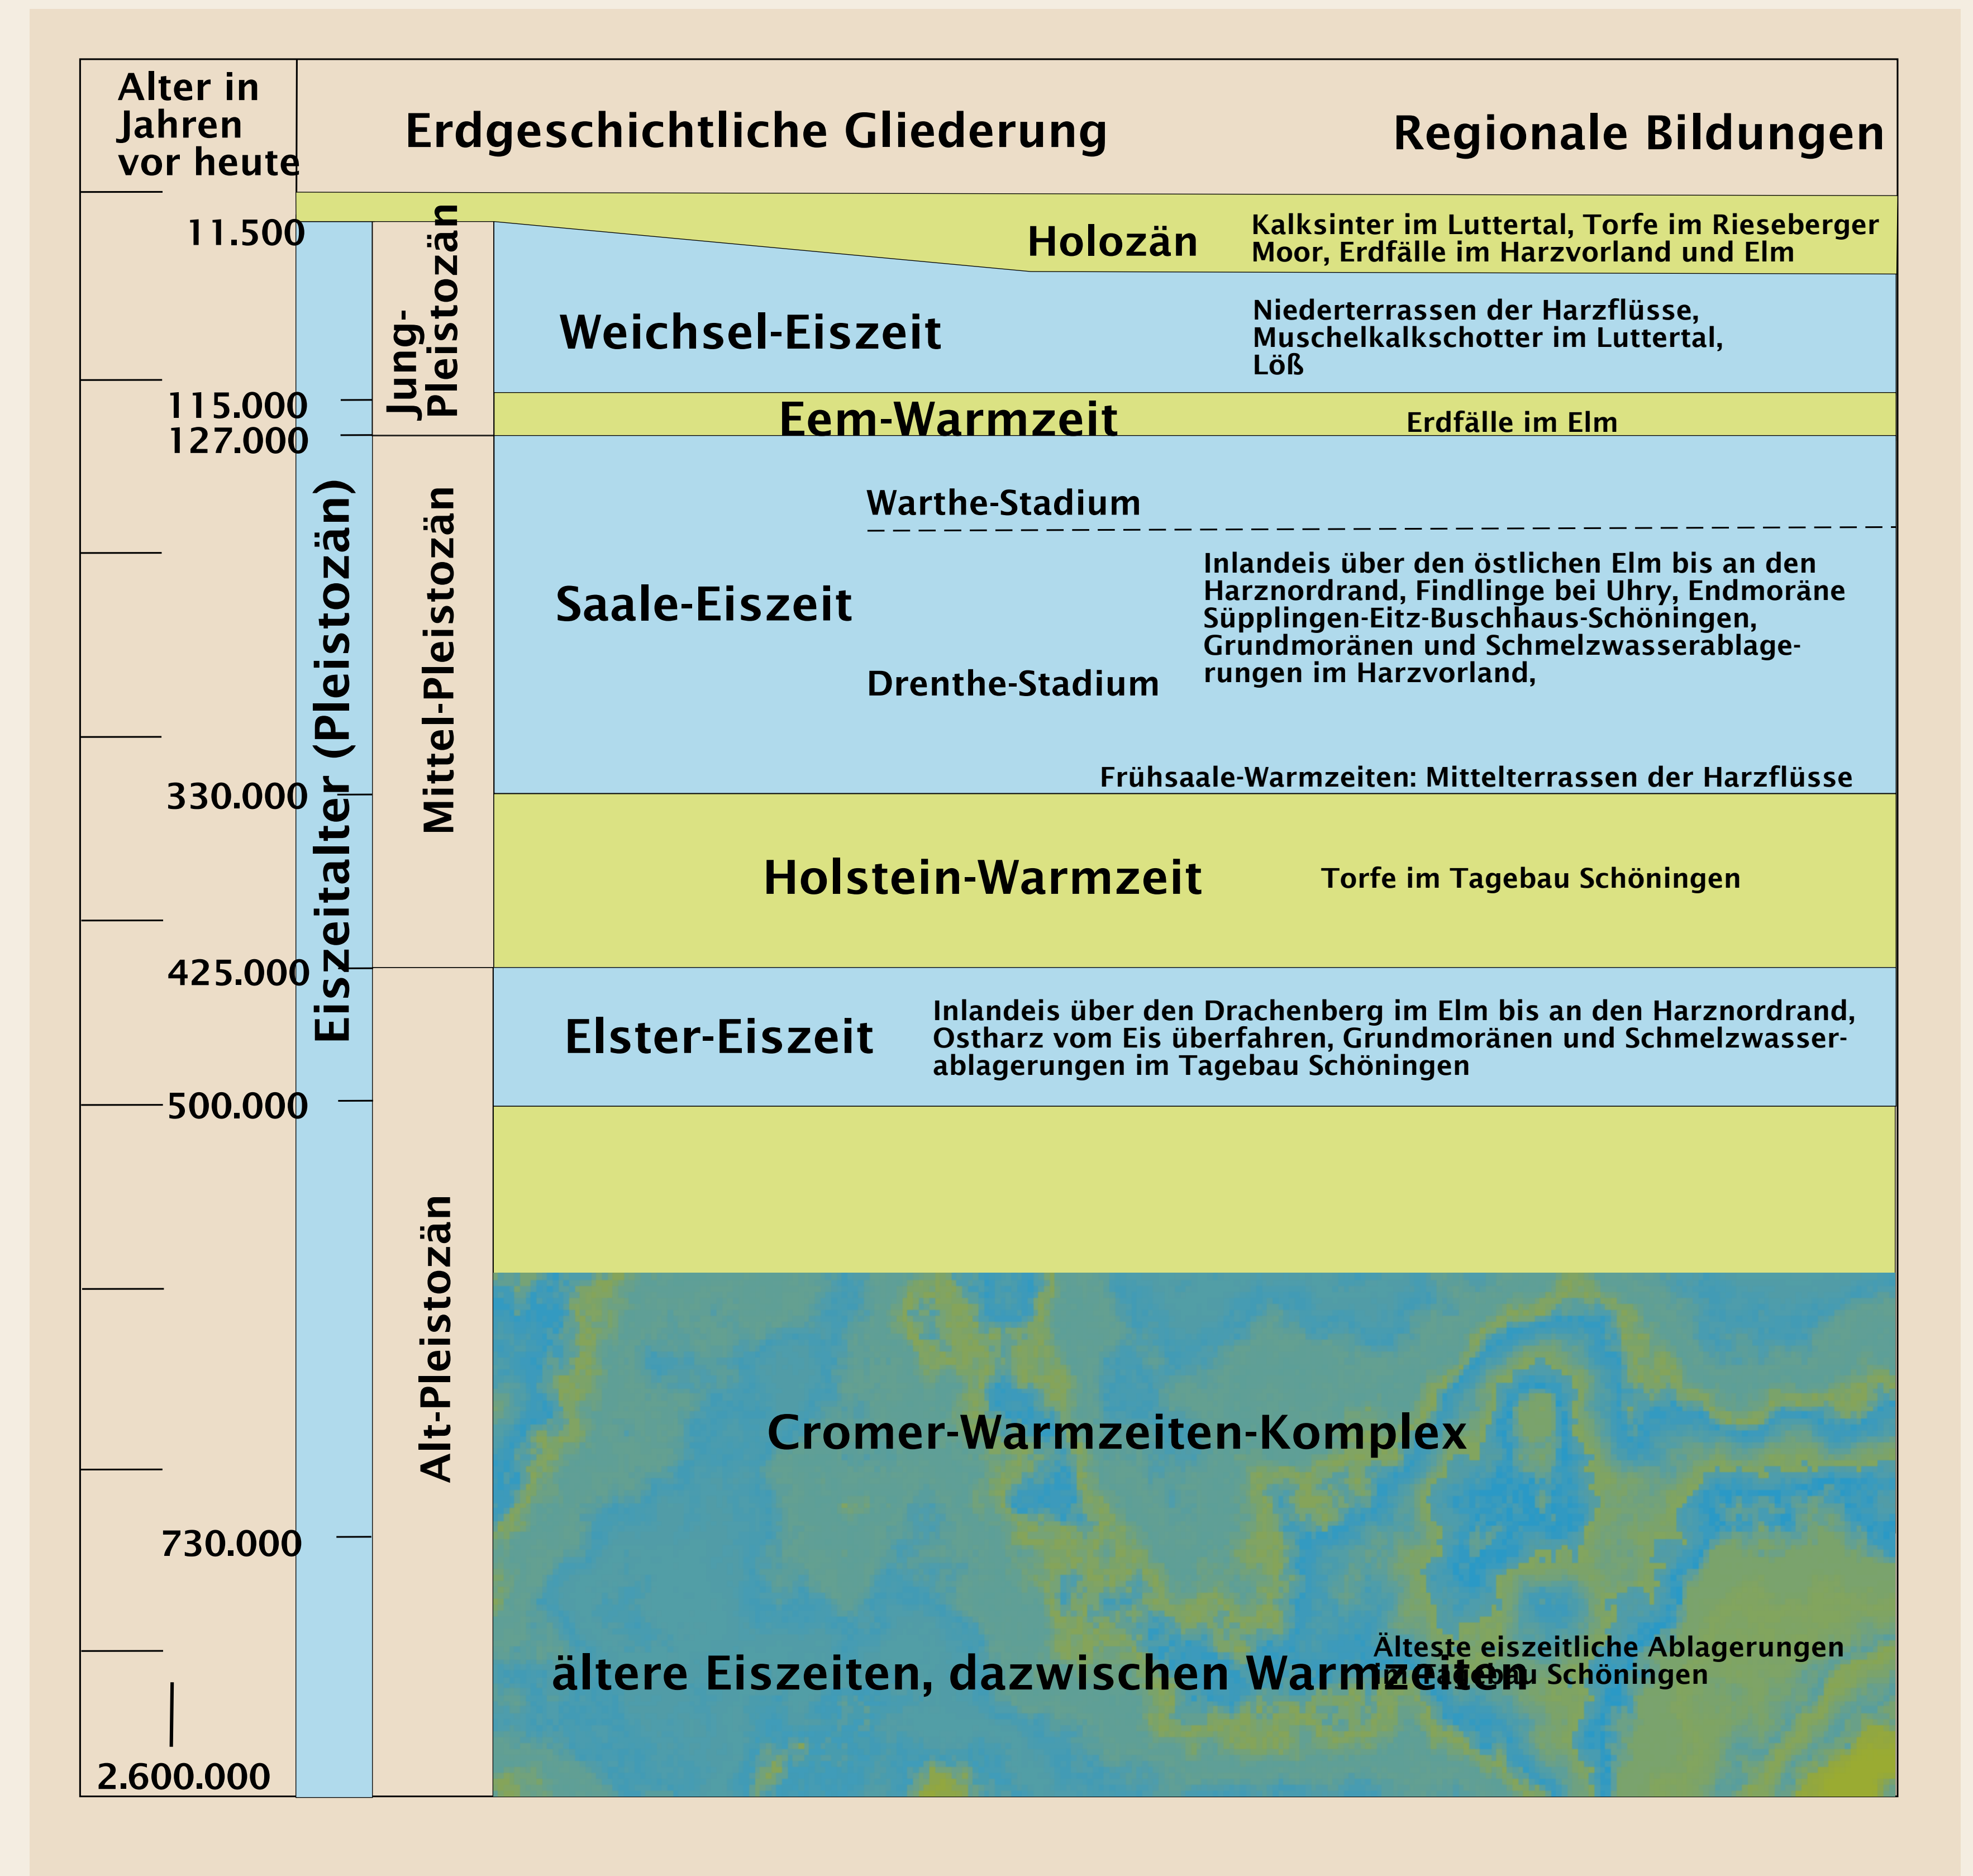 Alter in
Jahren
vor heute
Erdgeschichtliche Gliederung
Regionale Bildungen
11.500
115.000
127.000
330.000
425.000
500.000
730.000
2.600.000
Eiszeitalter (Pleistozän)
Jung-
Pleistozän
Mittel-Pleistozän
Alt-Pleistozän
Holozän
Kalksinter im Luttertal, Torfe im Rieseberger
Moor, Erdfälle im Harzvorland und Elm
Weichsel-Eiszeit
Niederterrassen der Harzflüsse,
Muschelkalkschotter im Luttertal,
Löß
Eem-Warmzeit
Erdfälle im Elm
Warthe-Stadium
Saale-Eiszeit
Inlandeis über den östlichen Elm bis an den
Harznordrand, Findlinge bei Uhry, Endmoräne
Süpplingen-Eitz-Buschhaus-Schöningen,
Grundmoränen und Schmelzwasserablage-
rungen im Harzvorland,
Drenthe-Stadium
Frühsaale-Warmzeiten: Mittelterrassen der Harzflüsse
Holstein-Warmzeit
Torfe im Tagebau Schöningen
Elster-Eiszeit
Inlandeis über den Drachenberg im Elm bis an den Harznordrand,
Ostharz vom Eis überfahren, Grundmoränen und Schmelzwasser-
ablagerungen im Tagebau Schöningen
Cromer-Warmzeiten-Komplex
ältere Eiszeiten, dazwischen Warmzeiten
Älteste eiszeitliche Ablagerungen
im Tagebau Schöningen